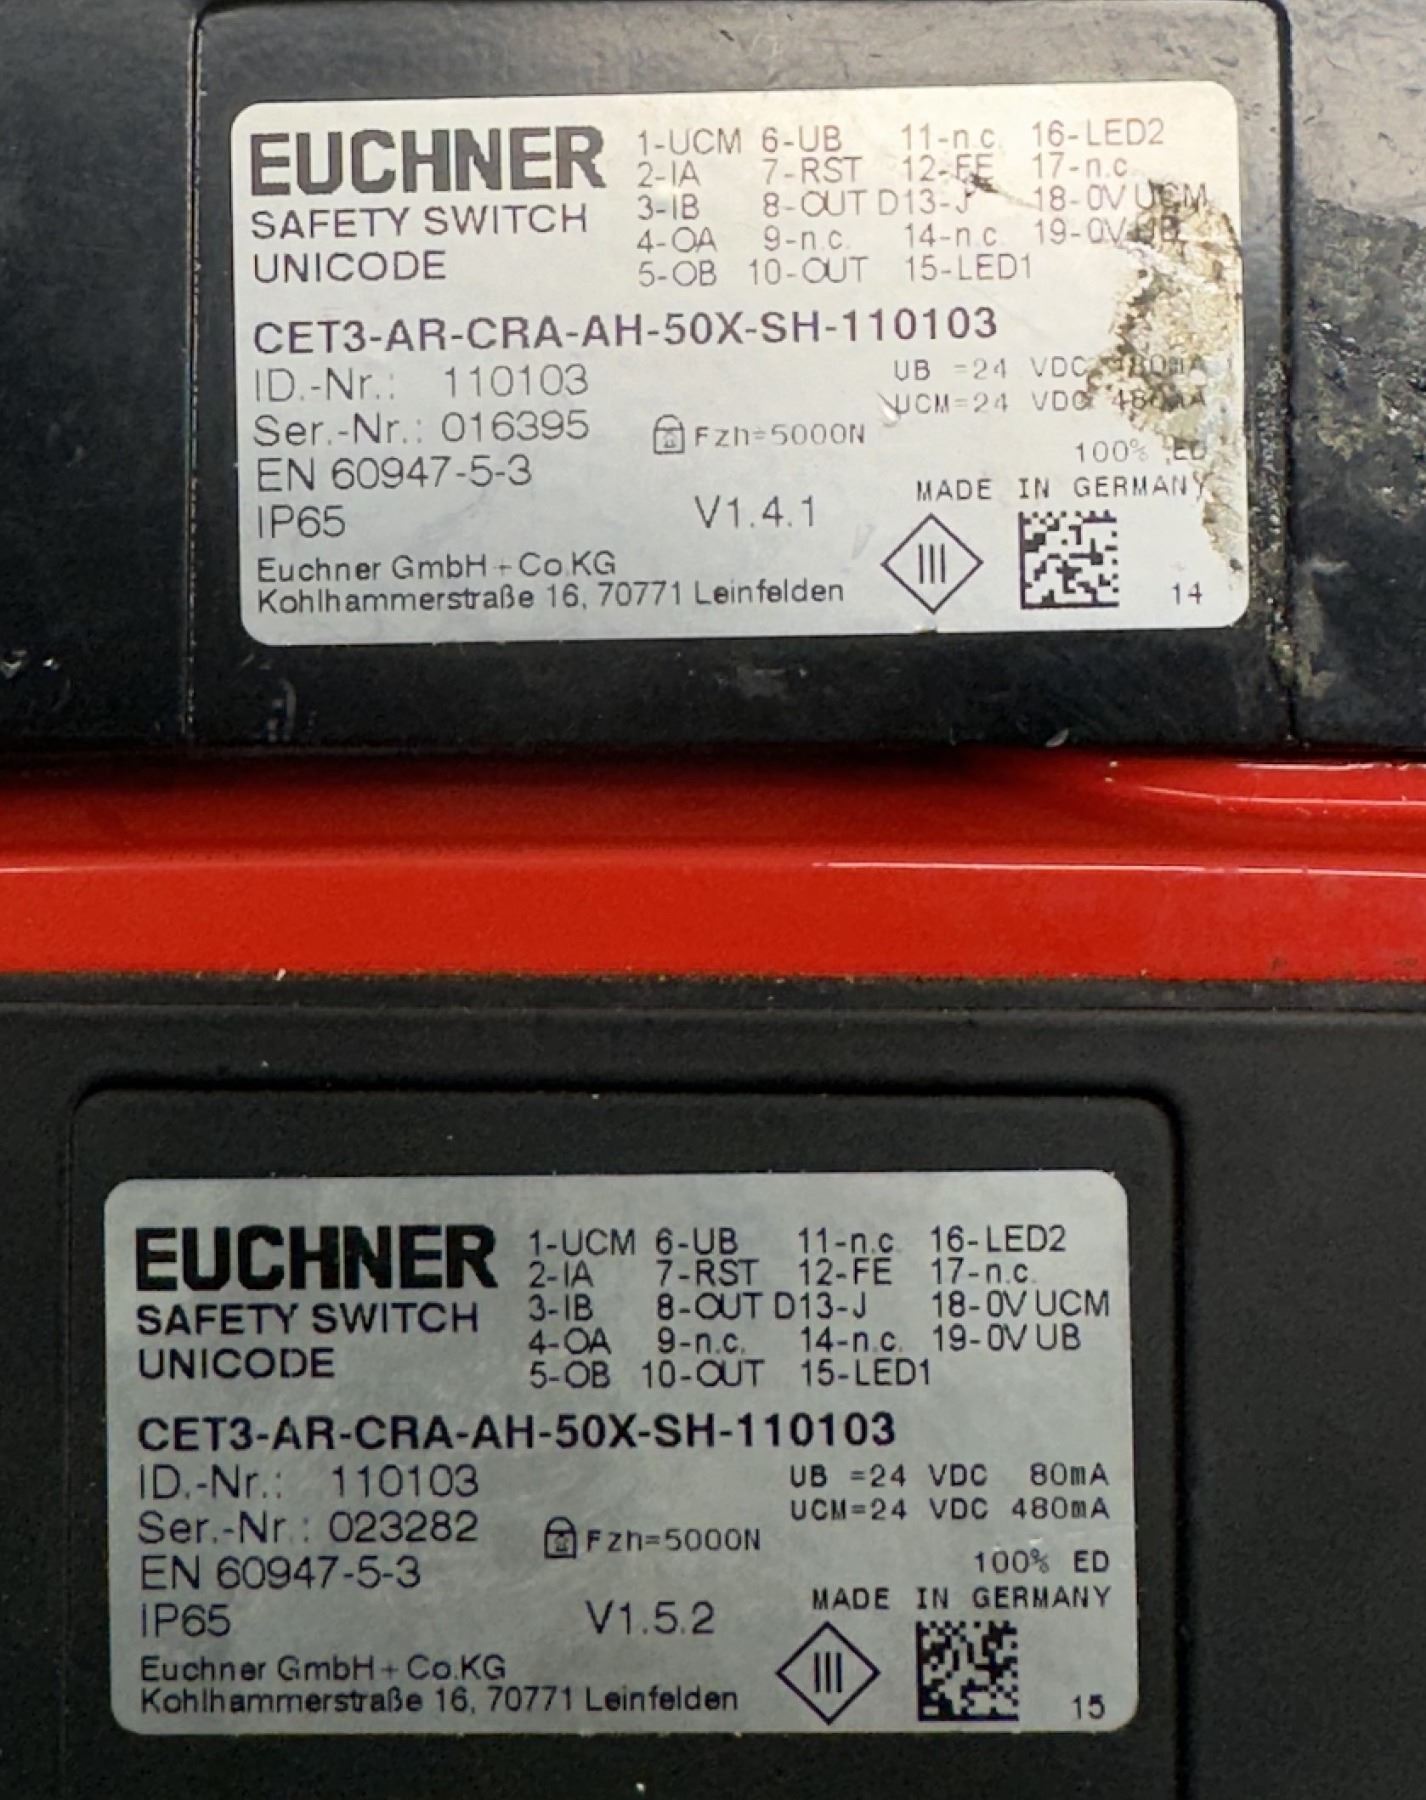 EUCHNER
SAFETY SWITCH
UNICODE
1-UCM 6-UB 11-n.c. 16-LED2
2-IA 7-RST 12-FE 17-n.c.
3-IB 8-OUT D 13-J 18-0V UCM
4-OA 9-n.c. 14-n.c. 19-0V UB
5-OB 10-OUT 15-LED1
CET3-AR-CRA-AH-50X-SH-110103
ID.-Nr.: 110103
UB =24 VDC
Ser.-Nr.: 016395
Fzh=5000N
UCM=24 VDC 480mA
EN 60947-5-3
100% ED
IP65
V1.4.1
MADE IN GERMANY
Euchner GmbH + Co.KG
Kohlhammerstraße 16, 70771 Leinfelden
III
14
EUCHNER
SAFETY SWITCH
UNICODE
1-UCM 6-UB 11-n.c. 16-LED2
2-IA 7-RST 12-FE 17-n.c.
3-IB 8-OUT D 13-J 18-0V UCM
4-OA 9-n.c. 14-n.c. 19-0V UB
5-OB 10-OUT 15-LED1
CET3-AR-CRA-AH-50X-SH-110103
ID.-Nr.: 110103
UB =24 VDC 80mA
Ser.-Nr.: 023282
Fzh=5000N
UCM=24 VDC 480mA
EN 60947-5-3
100% ED
IP65
V1.5.2
MADE IN GERMANY
Euchner GmbH + Co.KG
Kohlhammerstraße 16, 70771 Leinfelden
III
15